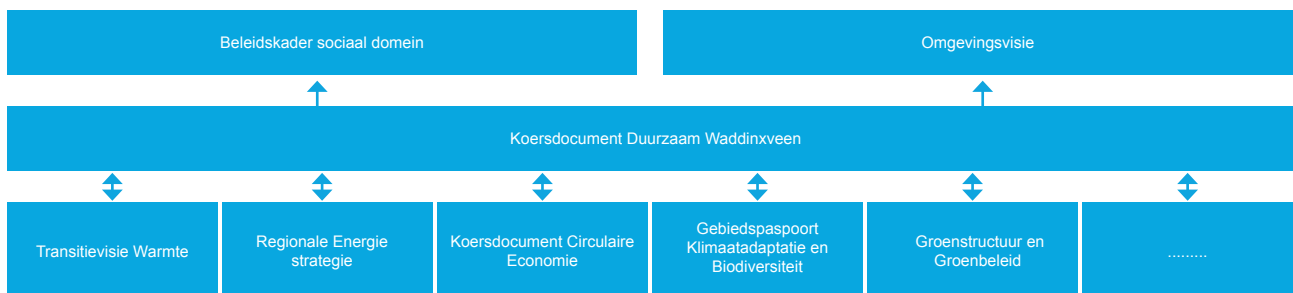 Beleidskader sociaal domein
Omgevingsvisie
Koersdocument Duurzaam Waddinxveen
Transitievisie Warmte
Regionale Energie
strategie
Koersdocument Circulaire
Economie
Gebiedspaspoort
Klimaatadaptatie en
Biodiversiteit
Groenstructuur en
Groenbeleid
.........